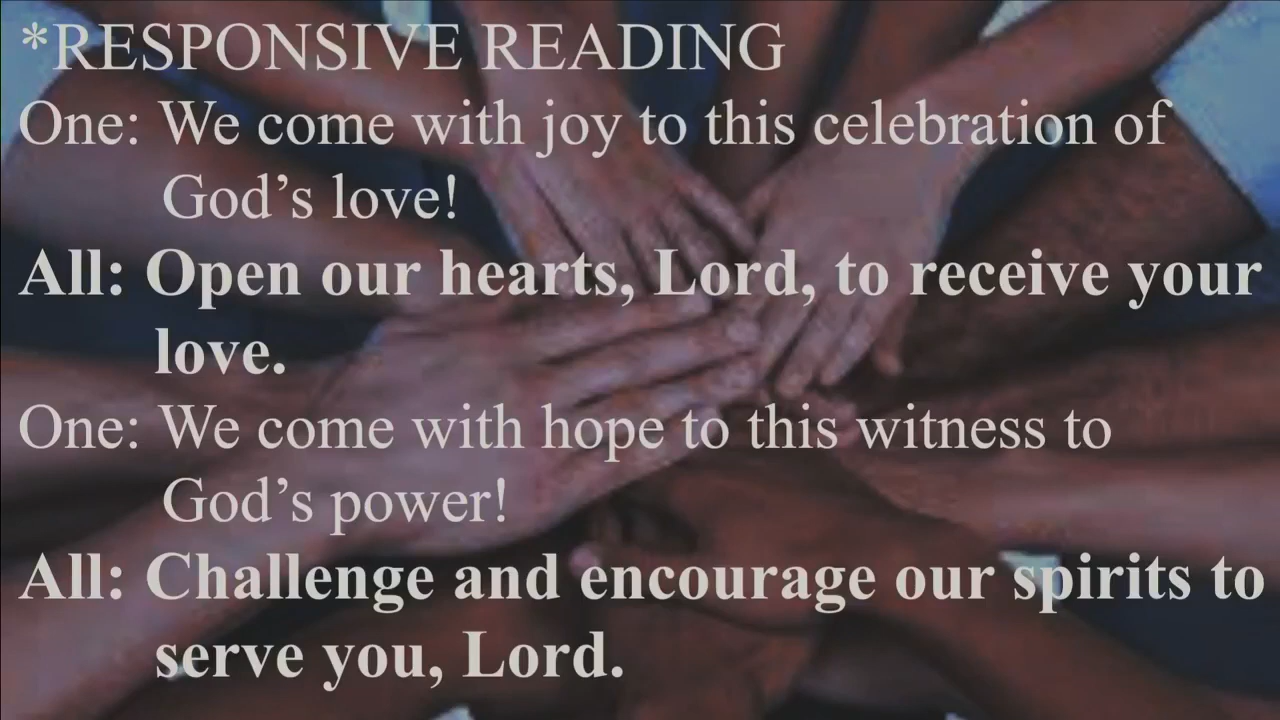 *RESPONSIVE READING
One: We come with joy to this celebration of
God’s love!
All: Open our hearts, Lord, to receive your
love.
One: We come with hope to this witness to
God’s power!
All: Challenge and encourage our spirits to
serve you, Lord.